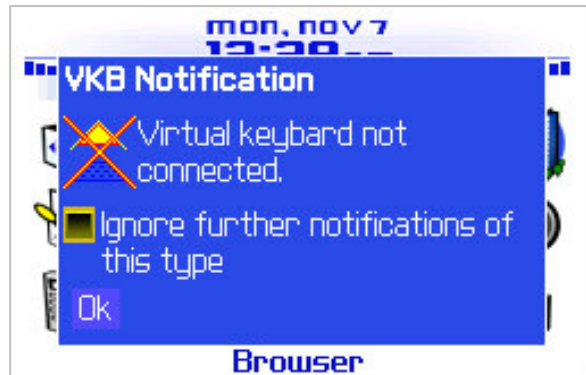 mon, nov 7
VKB Notification
Virtual keybard not
connected.
Ignore further notifications of
this type
Ok
Browser